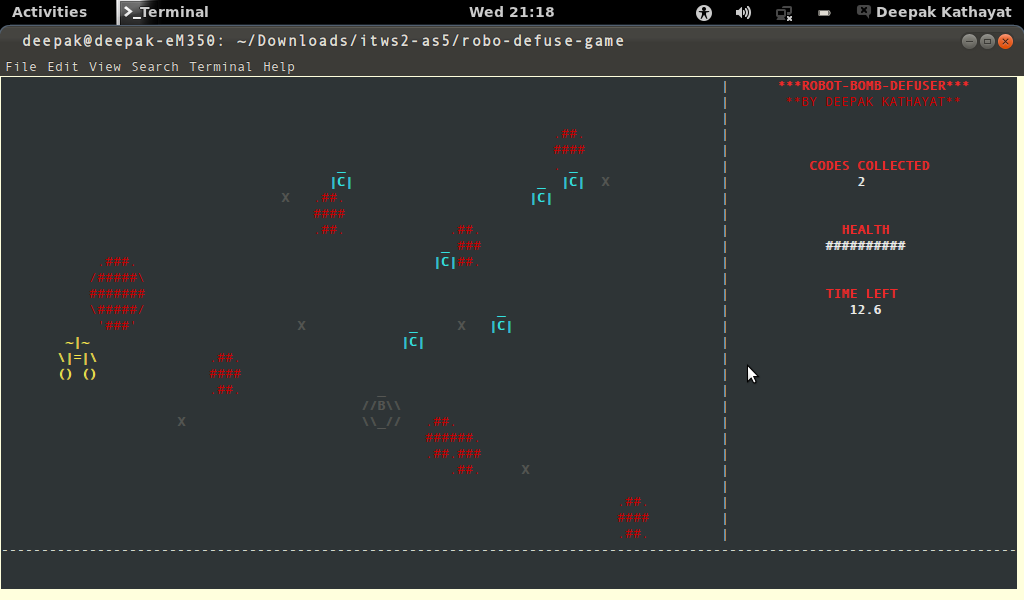 Activities
>_Terminal
Wed 21:18
Deepak Kathayat
deepak@deepak-eM350: ~/Downloads/itws2-as5/robo-defuse-game
File Edit View Search Terminal Help
***ROBOT-BOMB-DEFUSER***
**BY DEEPAK KATHAYAT**
.##.
####
_ _
|C| |C| X
CODES COLLECTED
2
X .##. |C|
####
.##. .##.
HEALTH
_ ###
##########
.###. |C|##.
/#####\
#######
TIME LEFT
\#####/
12.6
'###' X X |C|
~|~ |C|
\|=|\ .##.
() () ####
.##. _
//B\\
X \\_// .##.
######.
.##.###
.##. X
.##.
####
.##.